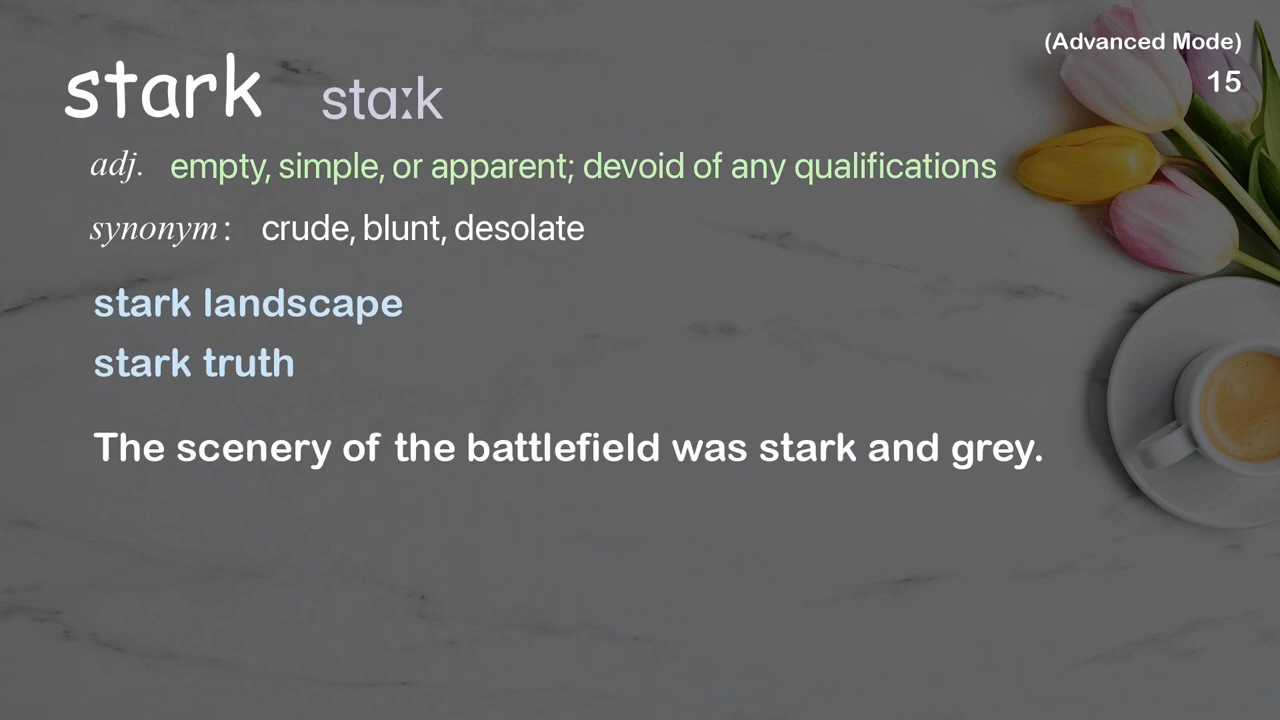 (Advanced Mode)
15
stark stɑːk
adj. empty, simple, or apparent; devoid of any qualifications
synonym: crude, blunt, desolate
stark landscape
stark truth
The scenery of the battlefield was stark and grey.